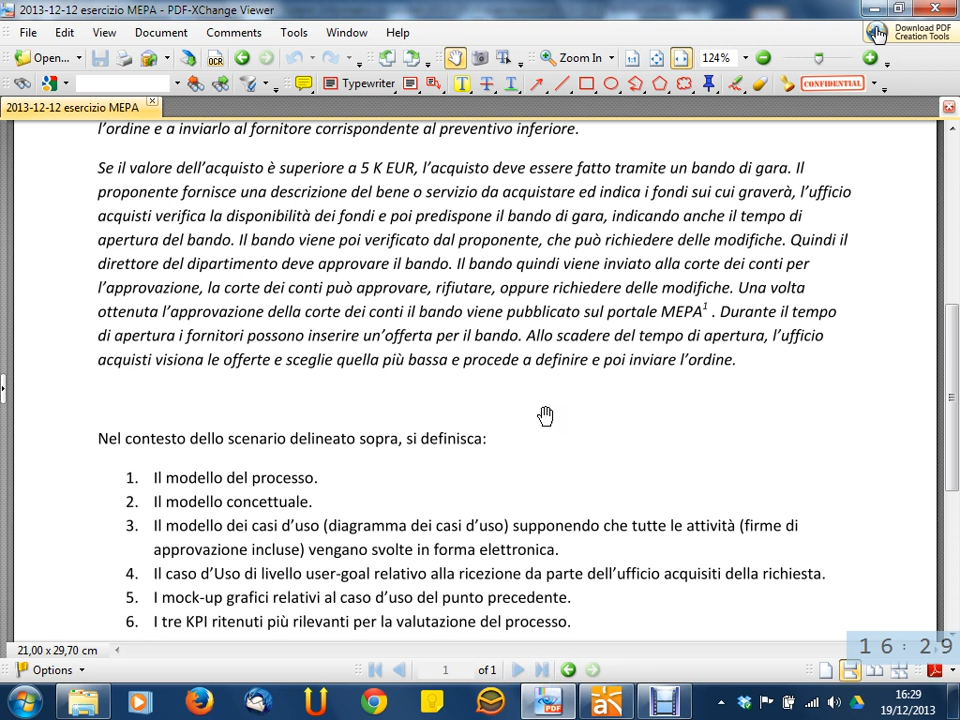 2013-12-12 esercizio MEPA - PDF-XChange Viewer
File Edit View Document Comments Tools Window Help
Download PDF
Creation Tools
Open... OCR Zoom In 124%
Typewriter CONFIDENTIAL
2013-12-12 esercizio MEPA
l’ordine e a inviarlo al fornitore corrispondente al preventivo inferiore.
Se il valore dell’acquisto è superiore a 5 K EUR, l’acquisto deve essere fatto tramite un bando di gara. Il
proponente fornisce una descrizione del bene o servizio da acquistare ed indica i fondi sui cui graverà, l’ufficio
acquisti verifica la disponibilità dei fondi e poi predispone il bando di gara, indicando anche il tempo di
apertura del bando. Il bando viene poi verificato dal proponente, che può richiedere delle modifiche. Quindi il
direttore del dipartimento deve approvare il bando. Il bando quindi viene inviato alla corte dei conti per
l’approvazione, la corte dei conti può approvare, rifiutare, oppure richiedere delle modifiche. Una volta
ottenuta l’approvazione della corte dei conti il bando viene pubblicato sul portale MEPA¹ . Durante il tempo
di apertura i fornitori possono inserire un’offerta per il bando. Allo scadere del tempo di apertura, l’ufficio
acquisti visiona le offerte e sceglie quella più bassa e procede a definire e poi inviare l’ordine.
Nel contesto dello scenario delineato sopra, si definisca:
1. Il modello del processo.
2. Il modello concettuale.
3. Il modello dei casi d’uso (diagramma dei casi d’uso) supponendo che tutte le attività (firme di
approvazione incluse) vengano svolte in forma elettronica.
4. Il caso d’Uso di livello user-goal relativo alla ricezione da parte dell’ufficio acquisiti della richiesta.
5. I mock-up grafici relativi al caso d’uso del punto precedente.
6. I tre KPI ritenuti più rilevanti per la valutazione del processo.
21,00 x 29,70 cm
16:29
Options 1 of 1
16:29
19/12/2013